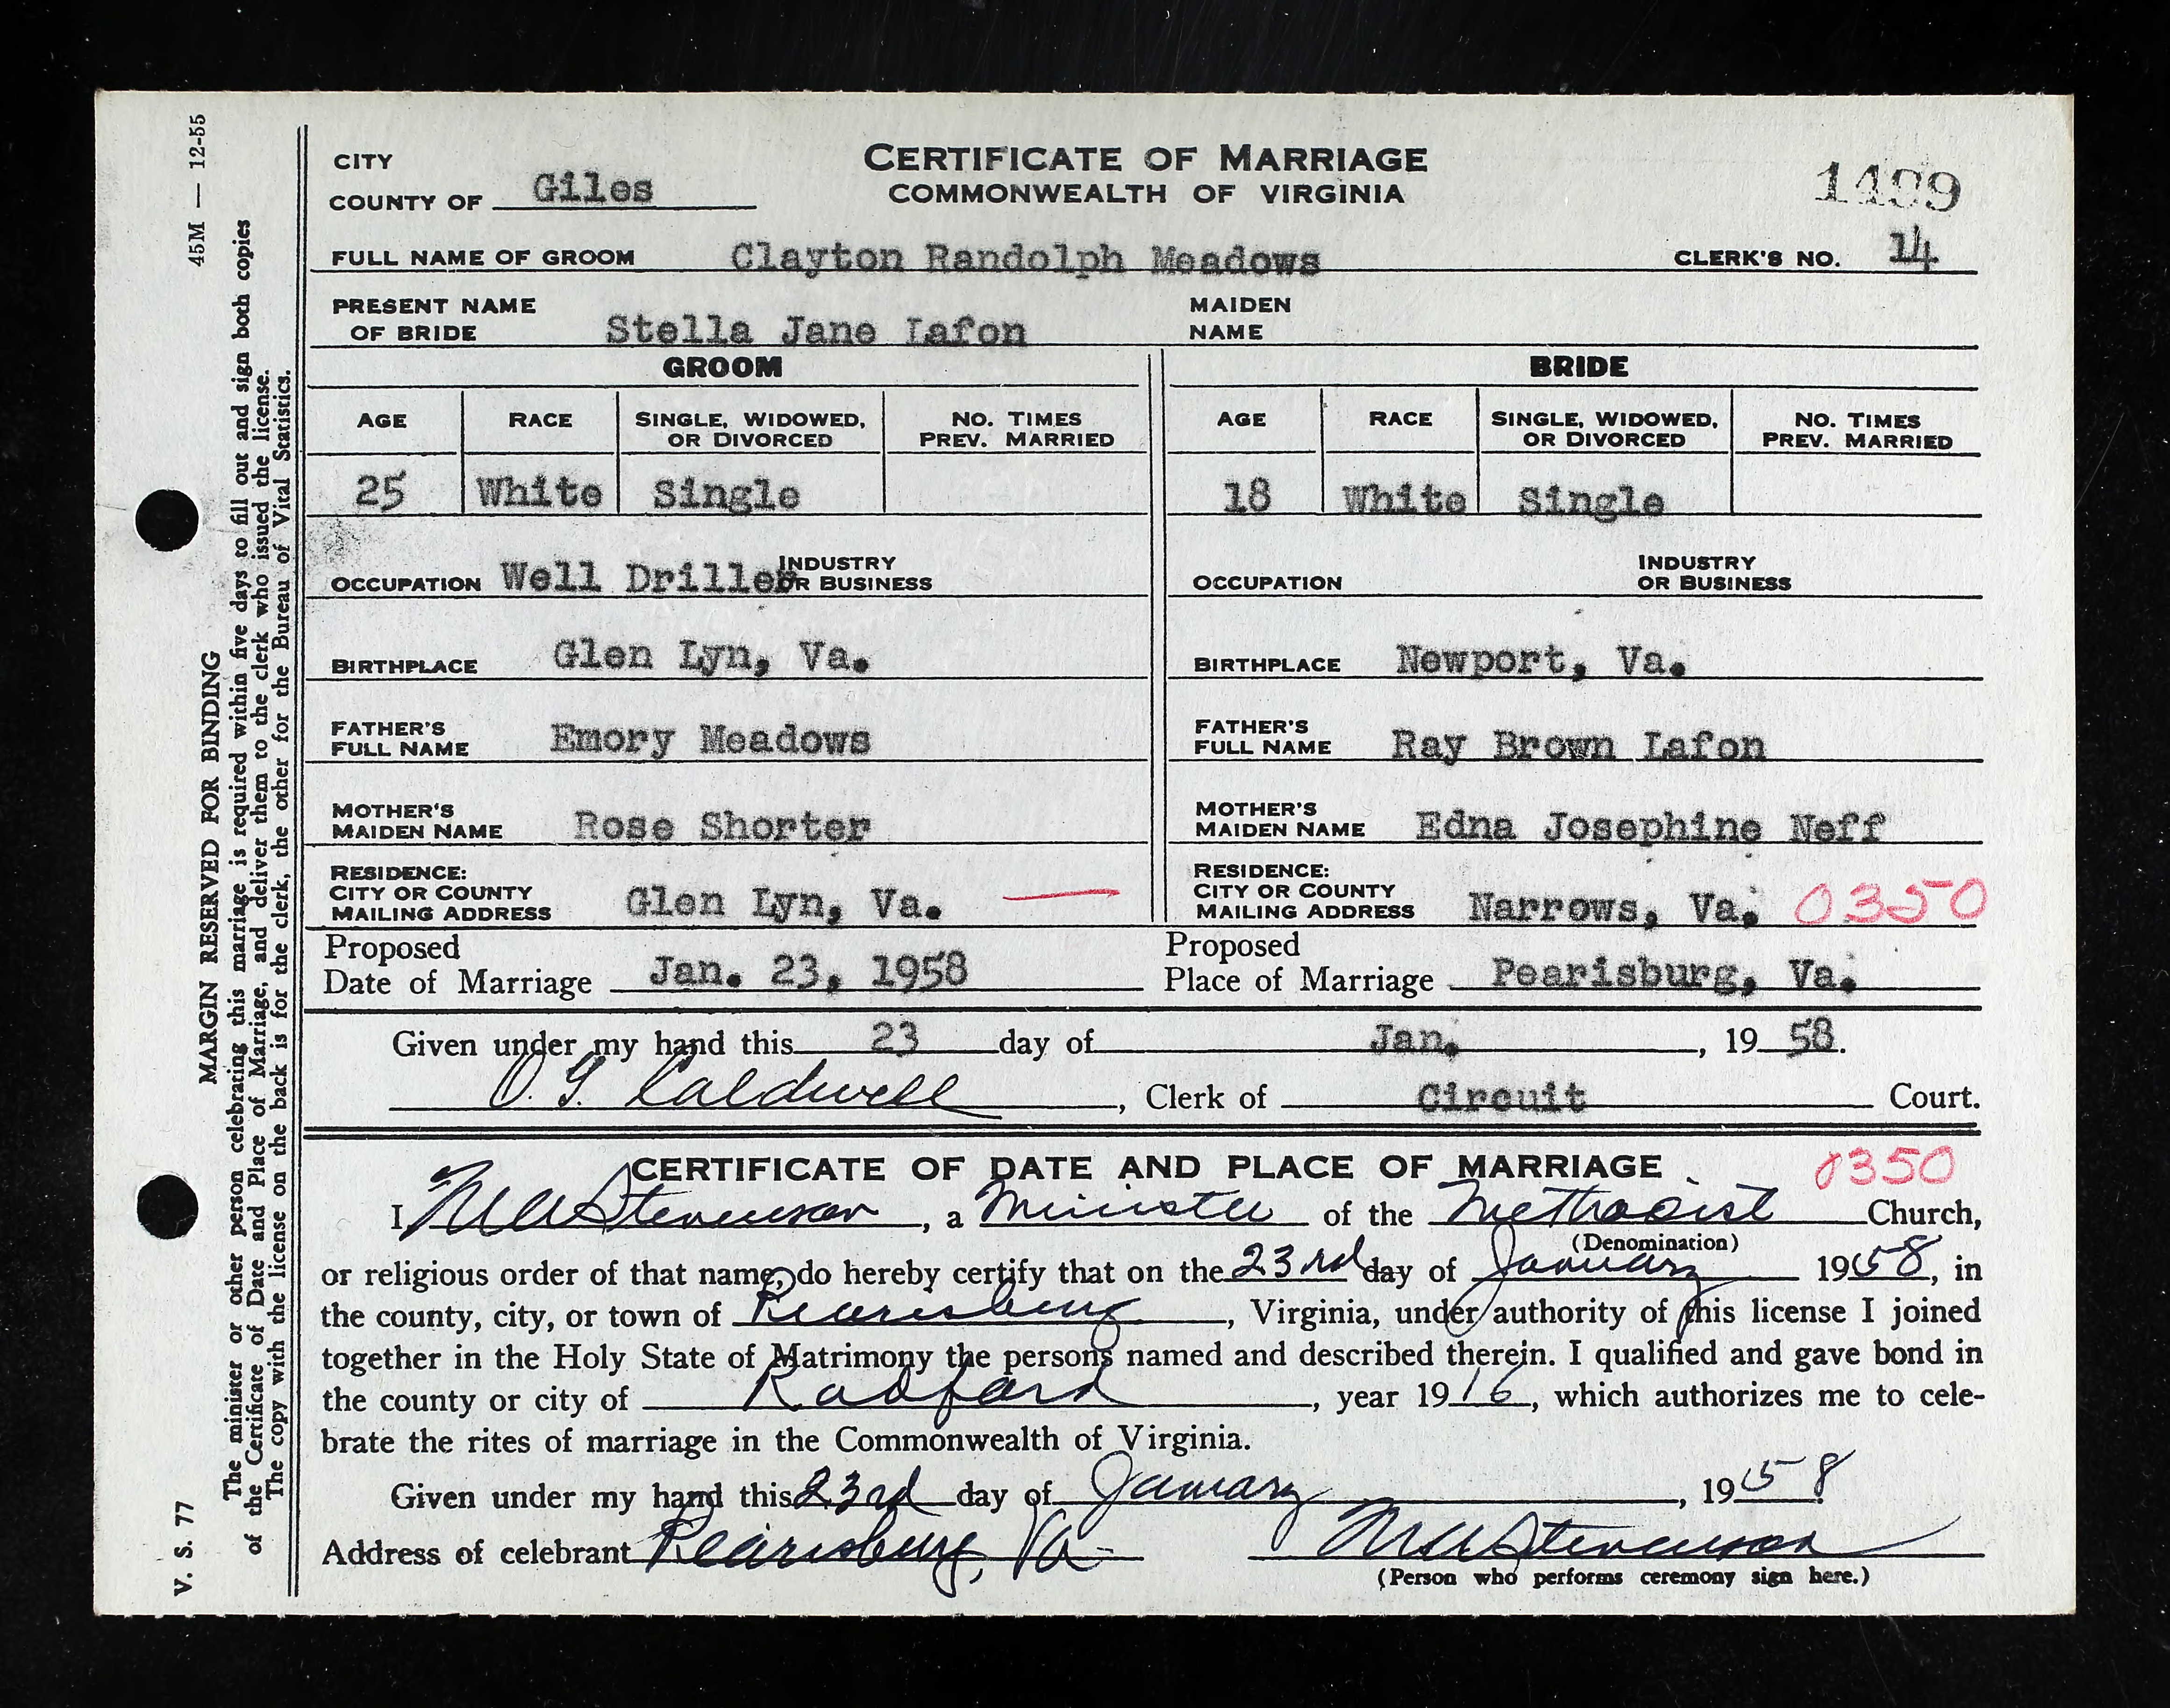 45M — 12-55
MARGIN RESERVED FOR BINDING
The minister or other person celebrating this marriage is required within five days to fill out and sign both copies
of the Certificate of Date and Place of Marriage, and deliver them to the clerk who issued the license.
The copy with the license on the back is for the clerk, the other for the Bureau of Vital Statistics.
V. S. 77
CERTIFICATE OF MARRIAGE
COMMONWEALTH OF VIRGINIA
CITY
COUNTY OF Giles
1499
FULL NAME OF GROOM Clayton Randolph Meadows CLERK'S NO. 14
PRESENT NAME OF BRIDE Stella Jane Lafon MAIDEN NAME
GROOM BRIDE
AGE RACE SINGLE, WIDOWED, OR DIVORCED NO. TIMES PREV. MARRIED AGE RACE SINGLE, WIDOWED, OR DIVORCED NO. TIMES PREV. MARRIED
25 White Single 18 White Single
OCCUPATION Well Driller INDUSTRY OR BUSINESS OCCUPATION INDUSTRY OR BUSINESS
BIRTHPLACE Glen Lyn, Va. BIRTHPLACE Newport, Va.
FATHER'S FULL NAME Emory Meadows FATHER'S FULL NAME Ray Brown Lafon
MOTHER'S MAIDEN NAME Rose Shorter MOTHER'S MAIDEN NAME Edna Josephine Neff
RESIDENCE: CITY OR COUNTY MAILING ADDRESS Glen Lyn, Va. — RESIDENCE: CITY OR COUNTY MAILING ADDRESS Narrows, Va. 0350
Proposed Date of Marriage Jan. 23, 1958 Proposed Place of Marriage Pearisburg, Va.
Given under my hand this 23 day of Jan., 19 58.
O. G. Caldwell, Clerk of Circuit Court.
CERTIFICATE OF DATE AND PLACE OF MARRIAGE 0350
I, M A Stevenson, a Minister of the Methodist Church,
(Denomination)
or religious order of that name, do hereby certify that on the 23rd day of January 1958, in
the county, city, or town of Pearisburg, Virginia, under authority of this license I joined
together in the Holy State of Matrimony the persons named and described therein. I qualified and gave bond in
the county or city of Radford, year 1916, which authorizes me to cele-
brate the rites of marriage in the Commonwealth of Virginia.
Given under my hand this 23rd day of January, 1958
Address of celebrant Pearisburg, Va M A Stevenson
(Person who performs ceremony sign here.)